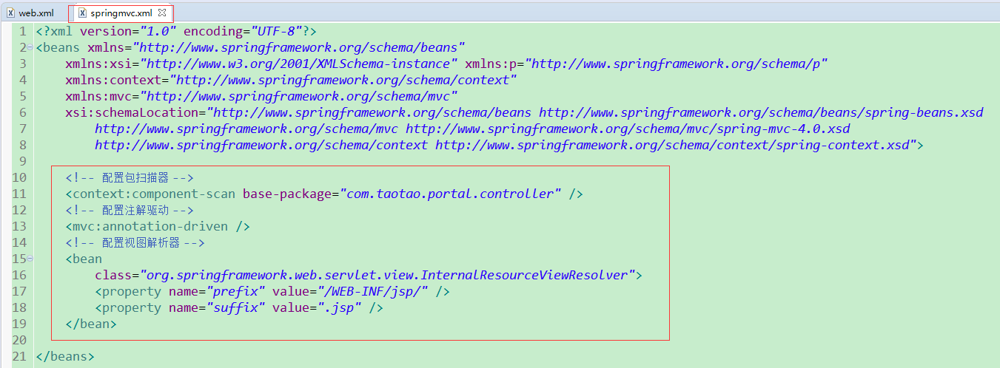 web.xml springmvc.xml
1 <?xml version="1.0" encoding="UTF-8"?>
2 <beans xmlns="http://www.springframework.org/schema/beans"
3 xmlns:xsi="http://www.w3.org/2001/XMLSchema-instance" xmlns:p="http://www.springframework.org/schema/p"
4 xmlns:context="http://www.springframework.org/schema/context"
5 xmlns:mvc="http://www.springframework.org/schema/mvc"
6 xsi:schemaLocation="http://www.springframework.org/schema/beans http://www.springframework.org/schema/beans/spring-beans.xsd
7 http://www.springframework.org/schema/mvc http://www.springframework.org/schema/mvc/spring-mvc-4.0.xsd
8 http://www.springframework.org/schema/context http://www.springframework.org/schema/context/spring-context.xsd">
9
10 <!-- 配置包扫描器 -->
11 <context:component-scan base-package="com.taotao.portal.controller" />
12 <!-- 配置注解驱动 -->
13 <mvc:annotation-driven />
14 <!-- 配置视图解析器 -->
15 <bean
16 class="org.springframework.web.servlet.view.InternalResourceViewResolver">
17 <property name="prefix" value="/WEB-INF/jsp/" />
18 <property name="suffix" value=".jsp" />
19 </bean>
20
21 </beans>